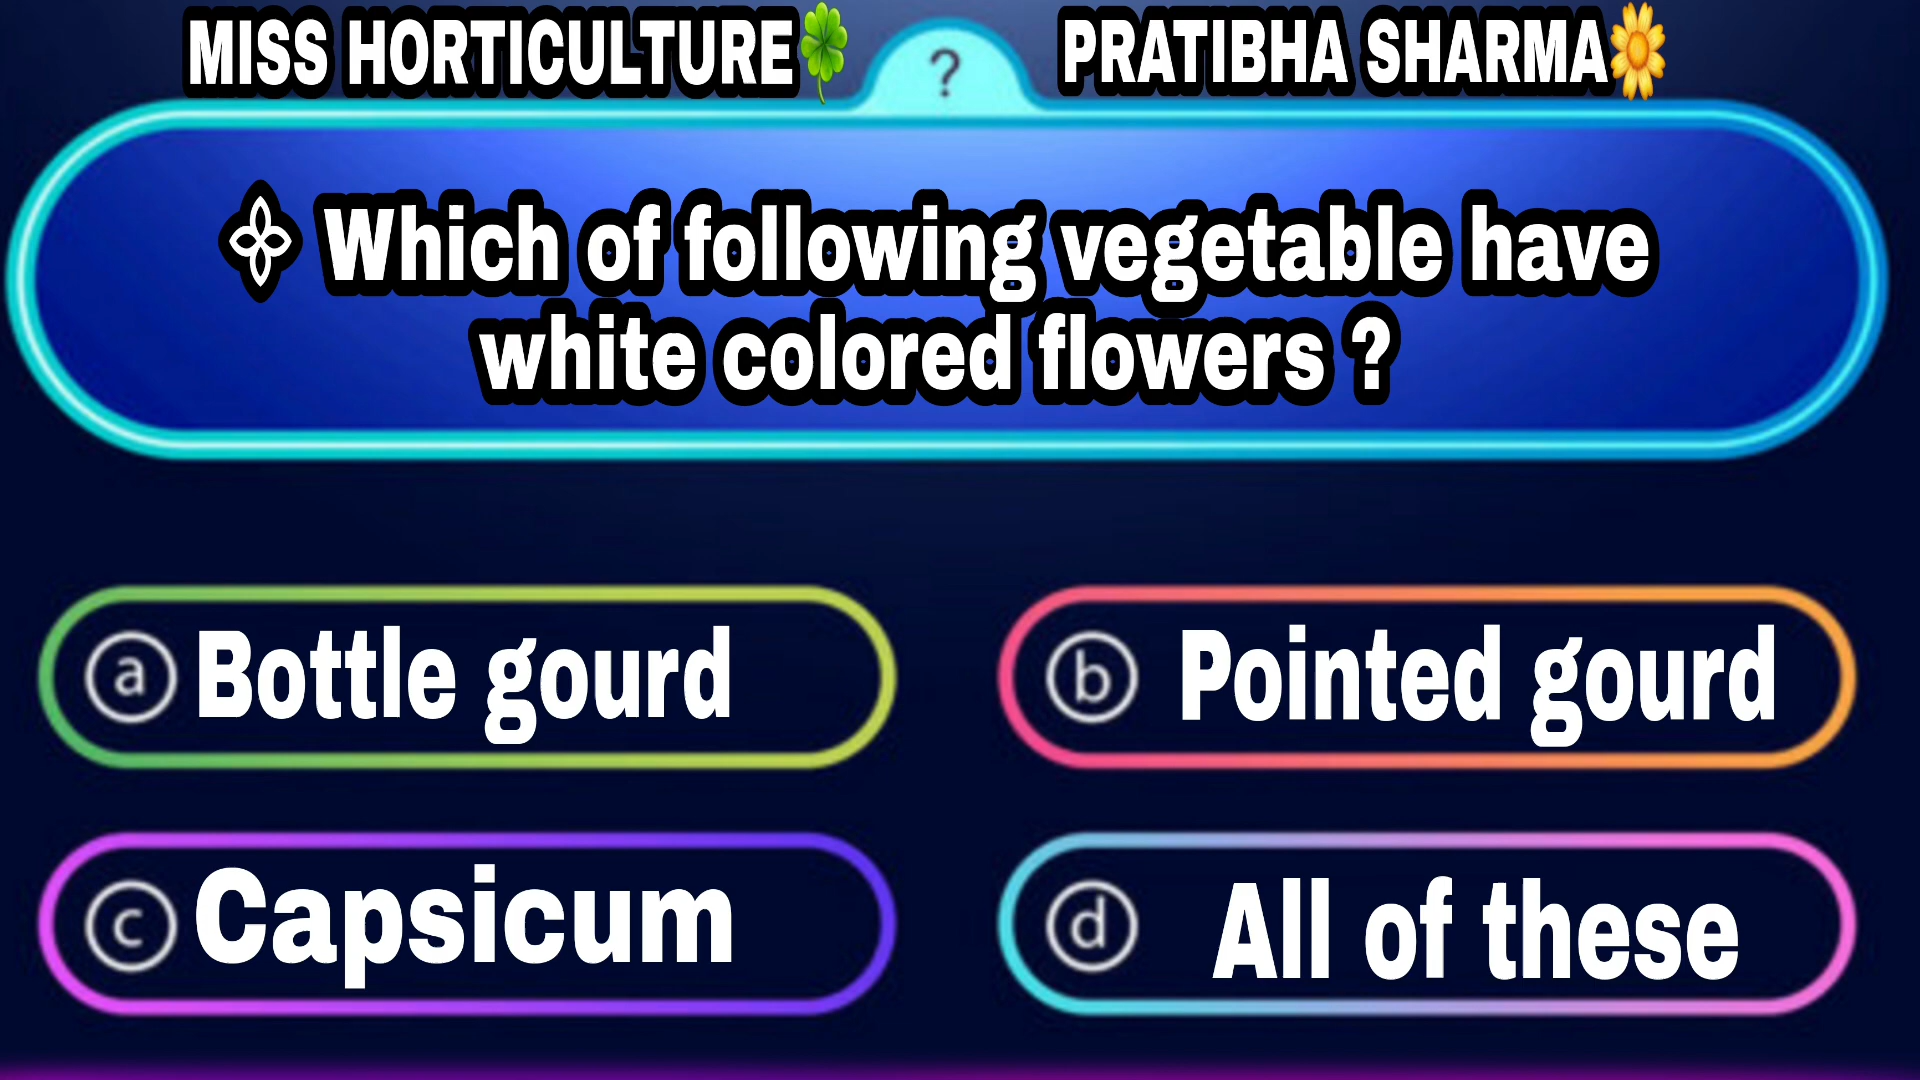 MISS HORTICULTURE🍀
?
PRATIBHA SHARMA🌼
Which of following vegetable have
white colored flowers ?
a Bottle gourd
b Pointed gourd
c Capsicum
d All of these